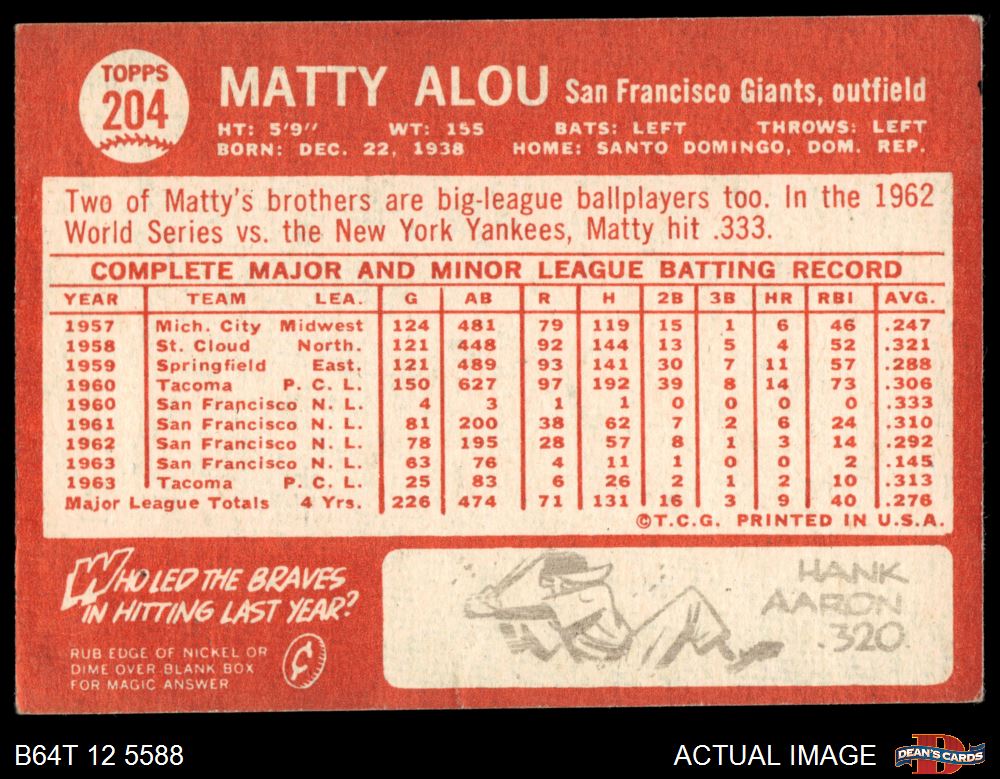 TOPPS
204
MATTY ALOU San Francisco Giants, outfield
HT: 5'9" WT: 155 BATS: LEFT THROWS: LEFT
BORN: DEC. 22, 1938 HOME: SANTO DOMINGO, DOM. REP.
Two of Matty's brothers are big-league ballplayers too. In the 1962
World Series vs. the New York Yankees, Matty hit .333.
COMPLETE MAJOR AND MINOR LEAGUE BATTING RECORD
YEAR TEAM LEA. G AB R H 2B 3B HR RBI AVG.
1957 Mich. City Midwest 124 481 79 119 15 1 6 46 .247
1958 St. Cloud North. 121 448 92 144 13 5 4 52 .321
1959 Springfield East. 121 489 93 141 30 7 11 57 .288
1960 Tacoma P. C. L. 150 627 97 192 39 8 14 73 .306
1960 San Francisco N. L. 4 3 1 1 0 0 0 0 .333
1961 San Francisco N. L. 81 200 38 62 7 2 6 24 .310
1962 San Francisco N. L. 78 195 28 57 8 1 3 14 .292
1963 San Francisco N. L. 63 76 4 11 1 0 0 2 .145
1963 Tacoma P. C. L. 25 83 6 26 2 1 2 10 .313
Major League Totals 4 Yrs. 226 474 71 131 16 3 9 40 .276
©T.C.G. PRINTED IN U.S.A.
WHO LED THE BRAVES
IN HITTING LAST YEAR?
RUB EDGE OF NICKEL OR
DIME OVER BLANK BOX
FOR MAGIC ANSWER
HANK
AARON
.320
B64T 12 5588
ACTUAL IMAGE
DEAN'S CARDS